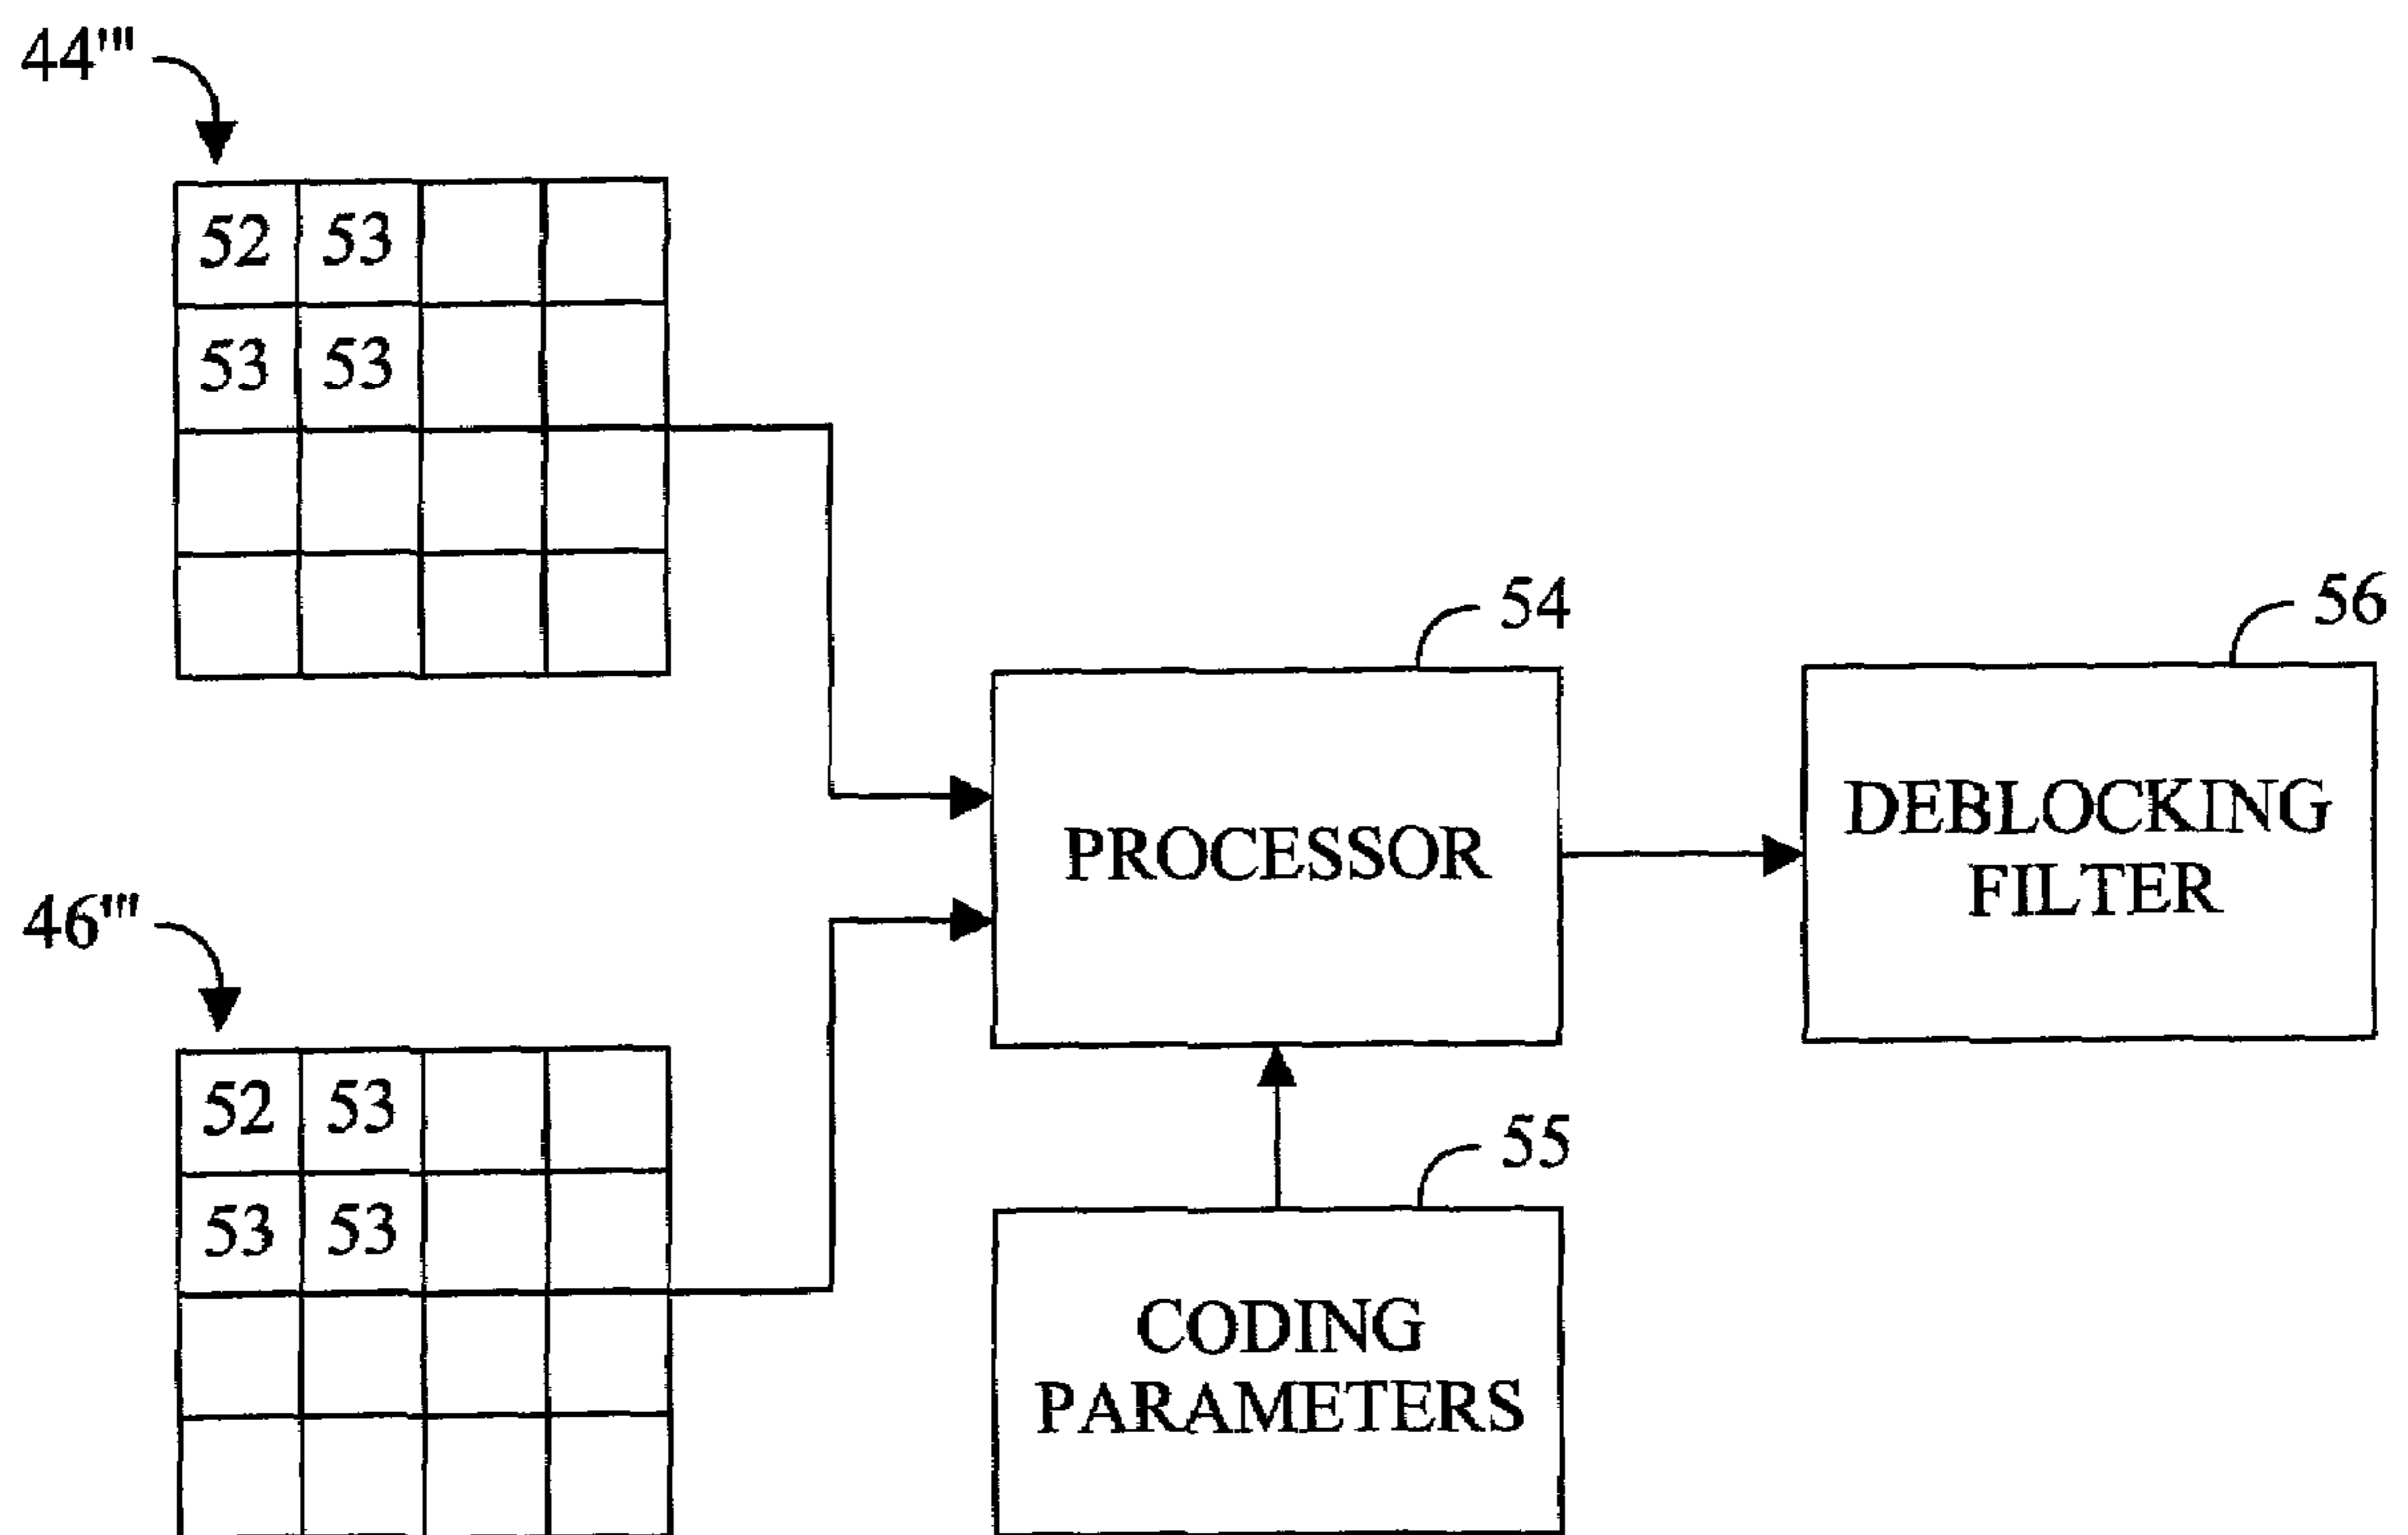 44'''
52 53
53 53
54
56
PROCESSOR
DEBLOCKING
FILTER
46'''
52 53
53 53
55
CODING
PARAMETERS